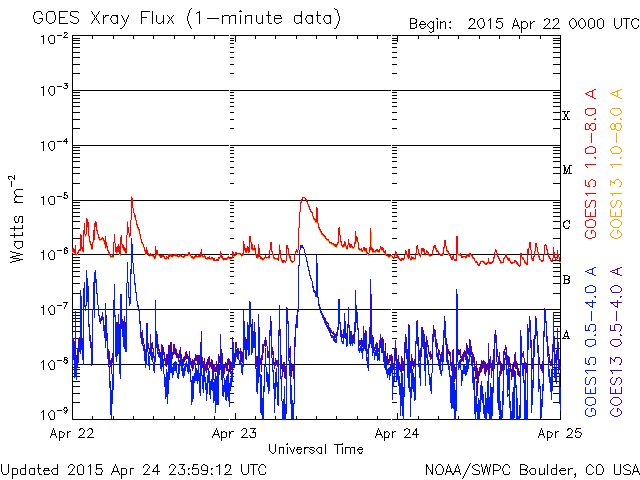 GOES Xray Flux (1-minute data)
Begin: 2015 Apr 22 0000 UTC
10-2
10-3
10-4
10-5
10-6
10-7
10-8
10-9
Watts m-2
X
M
C
B
A
GOES15 1.0-8.0 A
GOES13 1.0-8.0 A
GOES15 0.5-4.0 A
GOES13 0.5-4.0 A
Apr 22
Apr 23
Apr 24
Apr 25
Universal Time
Updated 2015 Apr 24 23:59:12 UTC
NOAA/SWPC Boulder, CO USA